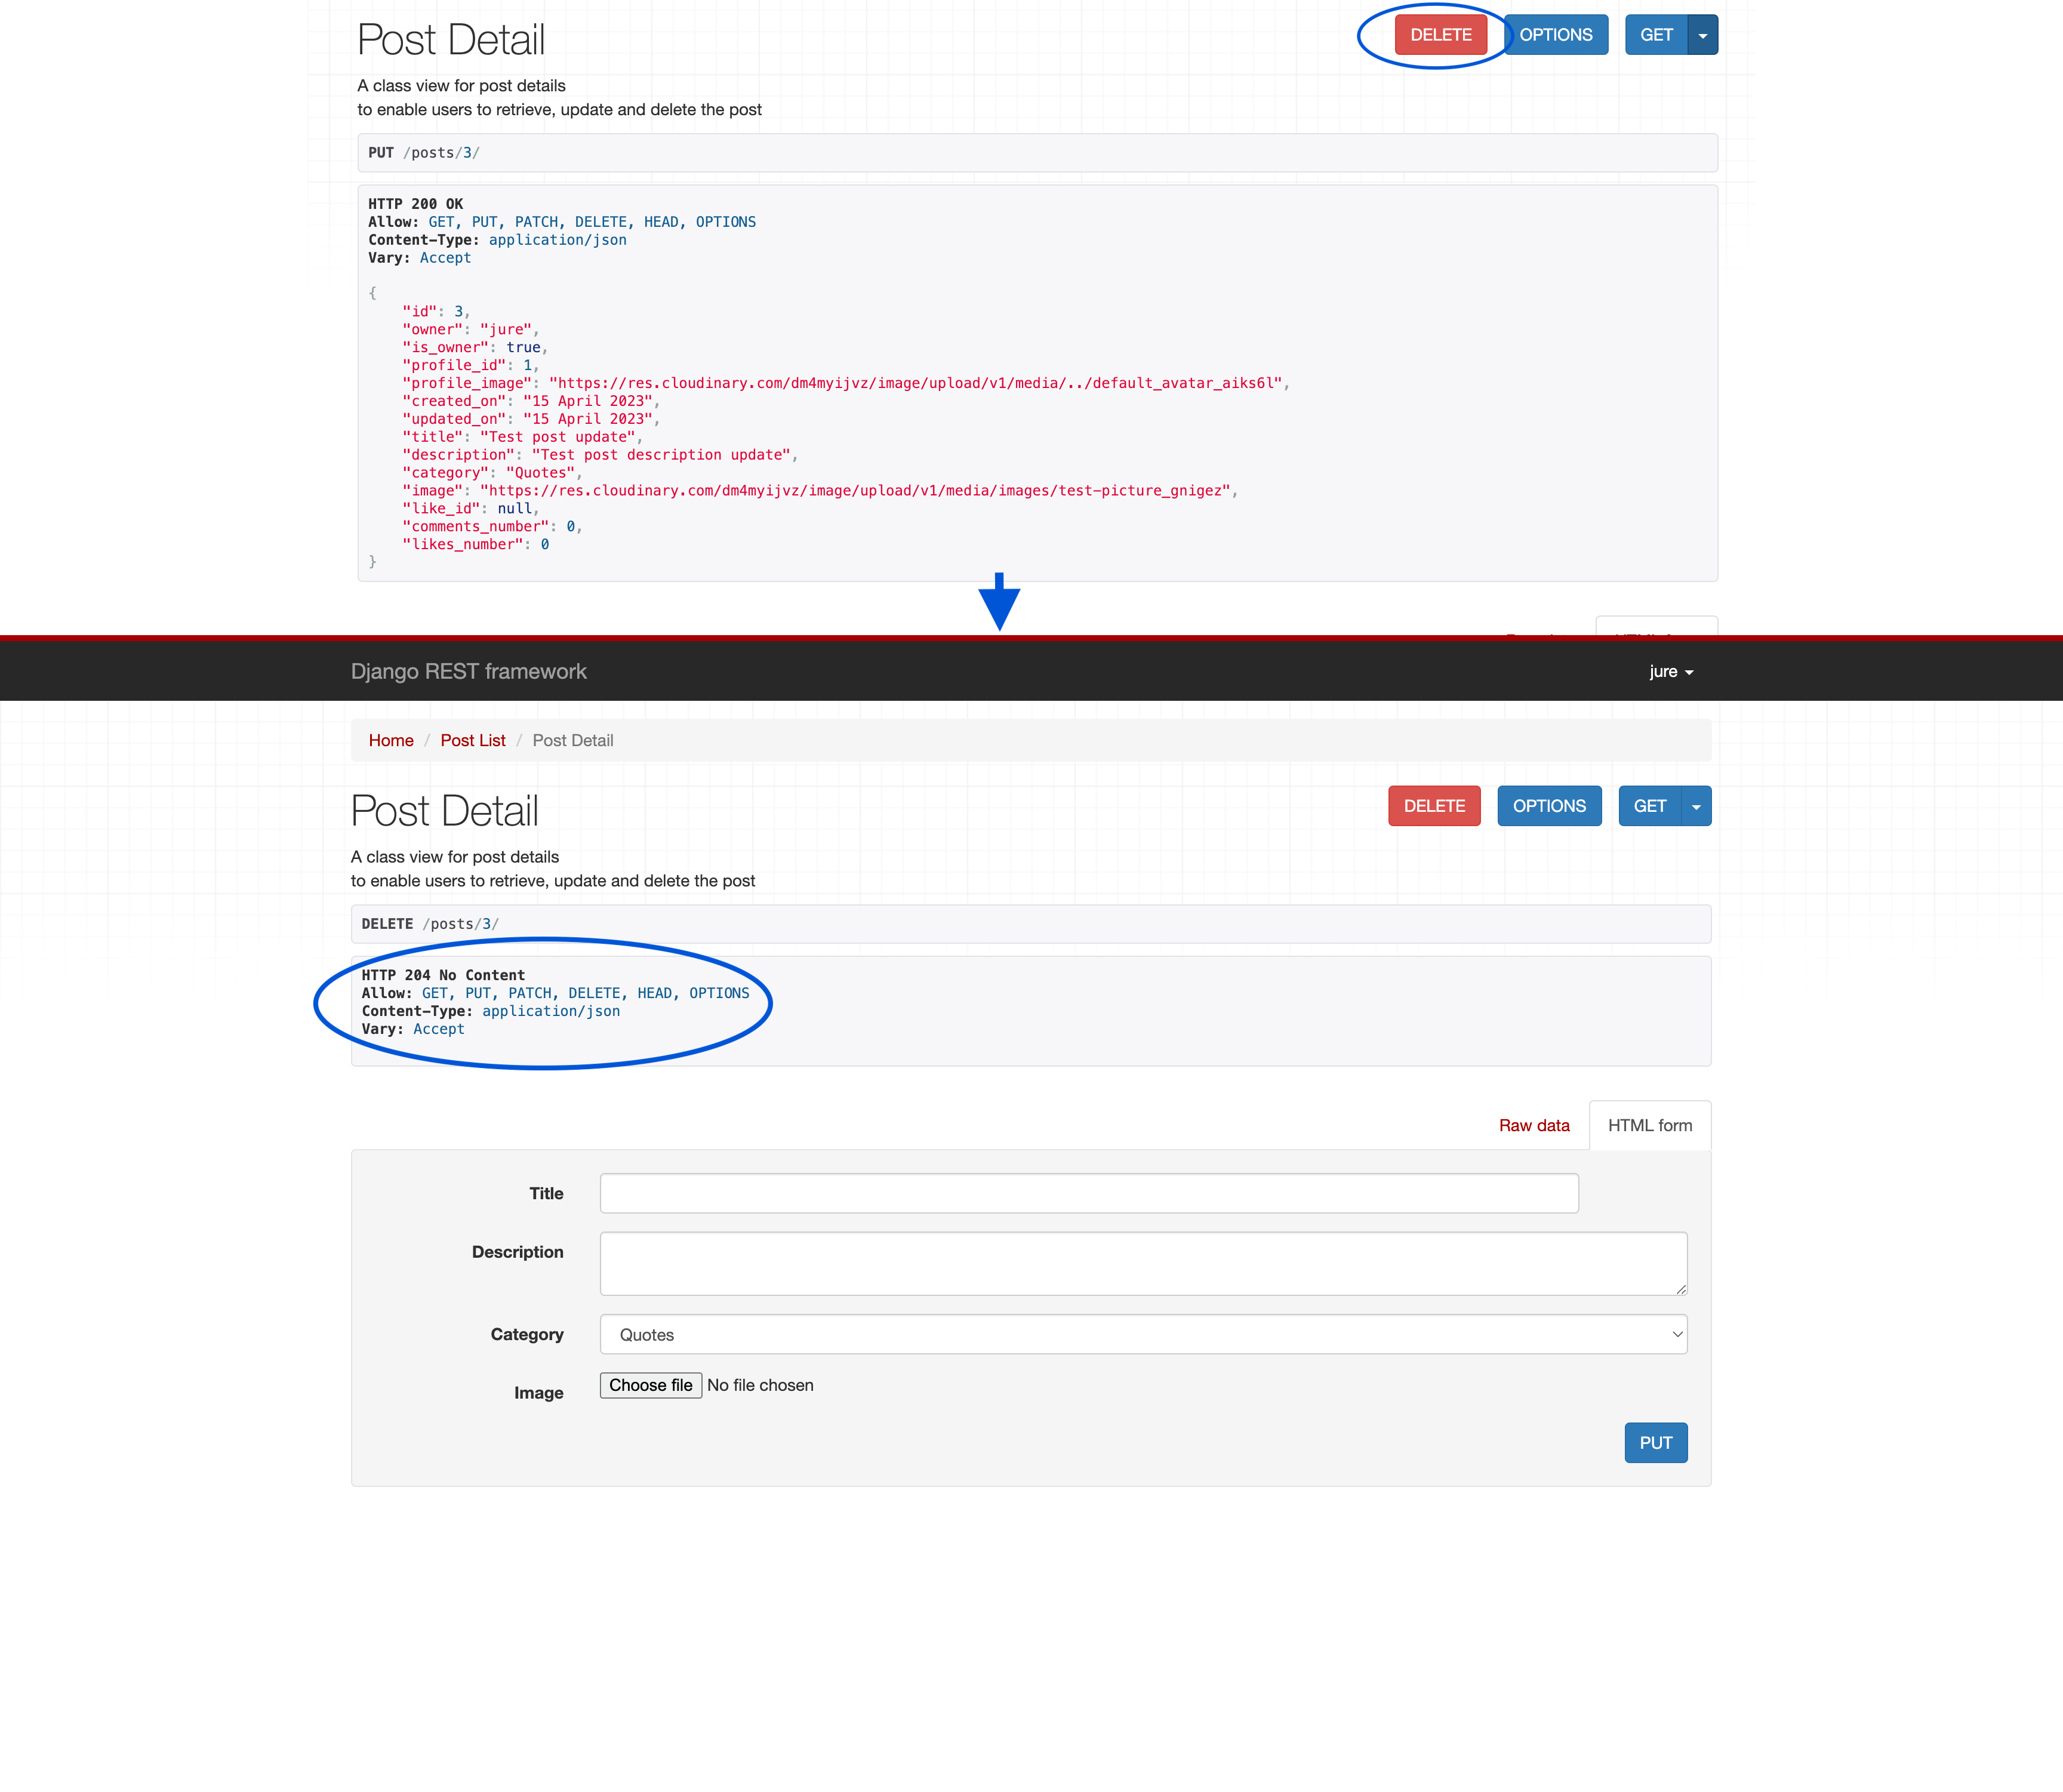 Post Detail
DELETE OPTIONS GET
A class view for post details
to enable users to retrieve, update and delete the post
PUT /posts/3/
HTTP 200 OK
Allow: GET, PUT, PATCH, DELETE, HEAD, OPTIONS
Content-Type: application/json
Vary: Accept
{
    "id": 3,
    "owner": "jure",
    "is_owner": true,
    "profile_id": 1,
    "profile_image": "https://res.cloudinary.com/dm4myijvz/image/upload/v1/media/../default_avatar_aiks6l",
    "created_on": "15 April 2023",
    "updated_on": "15 April 2023",
    "title": "Test post update",
    "description": "Test post description update",
    "category": "Quotes",
    "image": "https://res.cloudinary.com/dm4myijvz/image/upload/v1/media/images/test-picture_gnigez",
    "like_id": null,
    "comments_number": 0,
    "likes_number": 0
}
Django REST framework
jure
Home / Post List / Post Detail
Post Detail
DELETE OPTIONS GET
A class view for post details
to enable users to retrieve, update and delete the post
DELETE /posts/3/
HTTP 204 No Content
Allow: GET, PUT, PATCH, DELETE, HEAD, OPTIONS
Content-Type: application/json
Vary: Accept
Raw data HTML form
Title
Description
Category Quotes
Image Choose file No file chosen
PUT